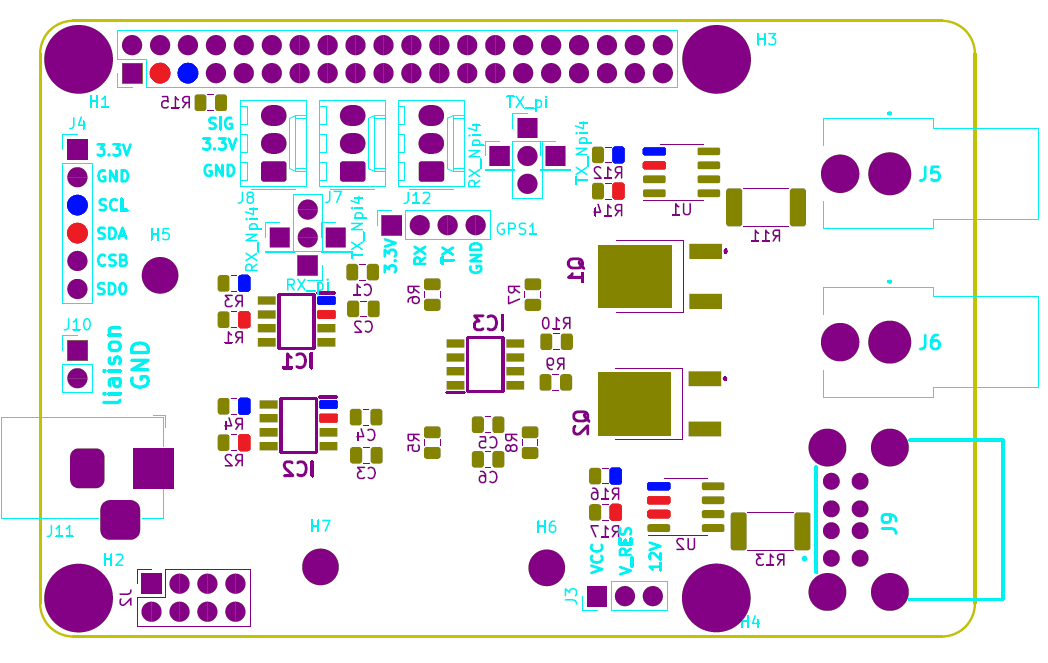 H3
H1
R15
TX_pi
J4
SIG
3.3V
3.3V
GND
GND
SCL
SDA
CSB
SDO
RX_Npi4
TX_Npi4
R12
R14
U1
R11
J5
J8
J7
J12
RX_Npi4
TX_Npi4
GPS1
3.3V
RX
TX
GND
RX_pi
H5
R3
R1
C1
C2
IC1
R6
R7
IC3
R10
R9
Q1
J6
J10
liaison
GND
R4
R2
C4
C3
IC2
R5
C5
C6
R8
Q2
R16
R17
U2
R13
J9
J11
H7
H6
H2
J2
J3
VCC
V_RES
12V
H4